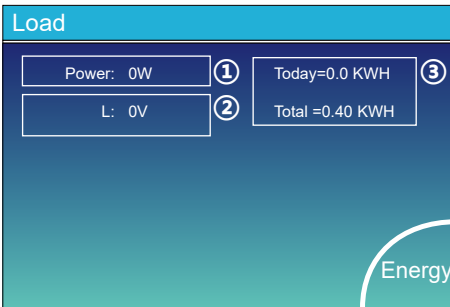 Load
Power: 0W
①
L: 0V
②
Today=0.0 KWH
③
Total =0.40 KWH
Energy